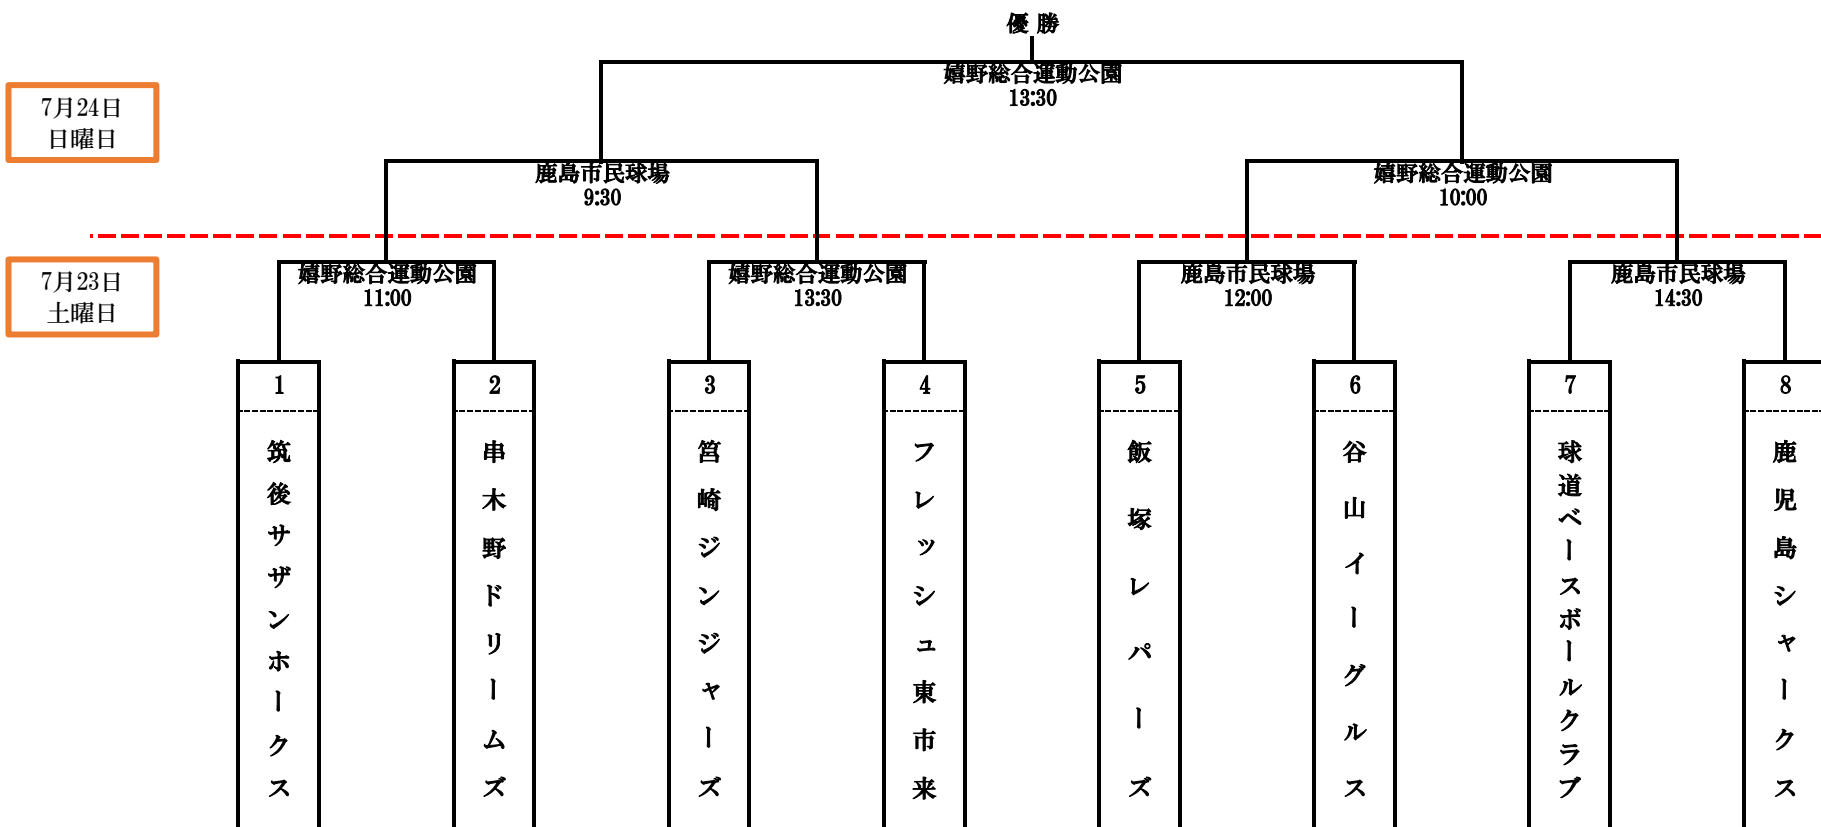 優 勝
嬉野総合運動公園
13:30
7月24日
日曜日
鹿島市民球場
9:30
嬉野総合運動公園
10:00
7月23日
土曜日
嬉野総合運動公園
11:00
嬉野総合運動公園
13:30
鹿島市民球場
12:00
鹿島市民球場
14:30
1
筑後サザンホークス
2
串木野ドリームズ
3
筥崎ジンジャーズ
4
フレッシュ東市来
5
飯塚レパーズ
6
谷山イーグルス
7
球道ベースボールクラブ
8
鹿児島シャークス